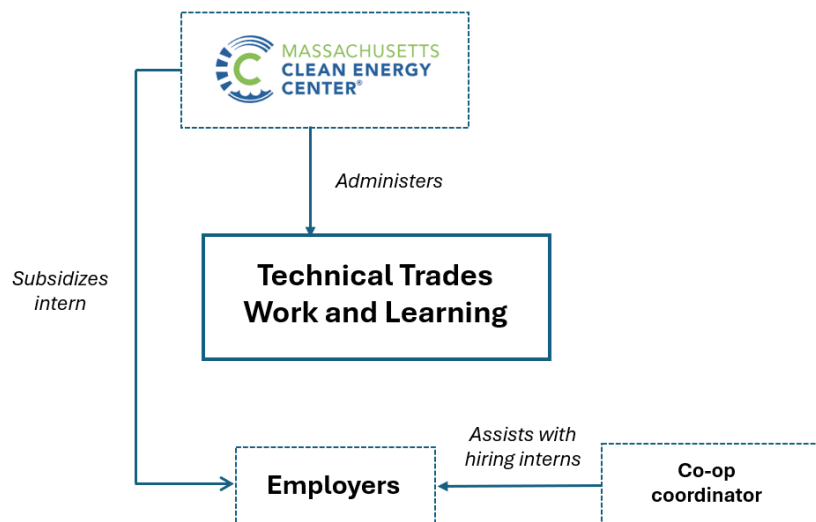 MASSACHUSETTS
CLEAN ENERGY
CENTER®
Administers
Technical Trades
Work and Learning
Subsidizes
intern
Assists with
hiring interns
Employers
Co-op
coordinator